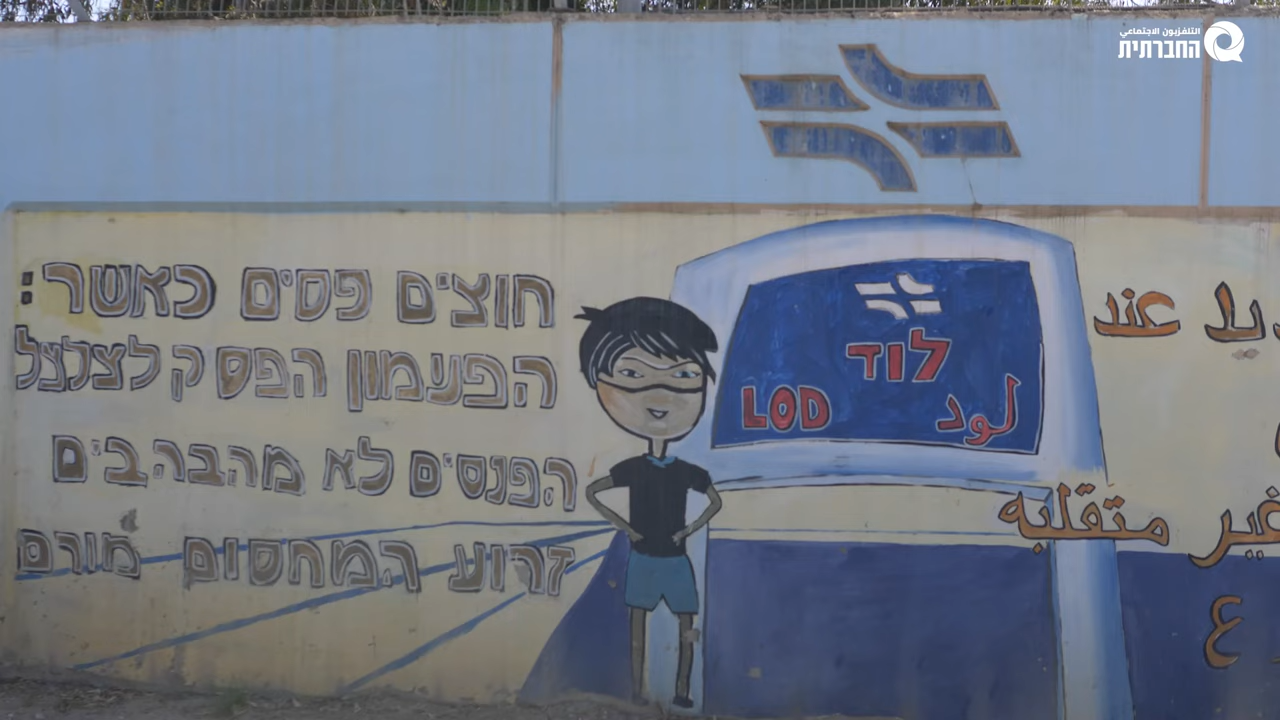 التلفزيون الاجتماعي
החברתית
חוצים פסים כאשר:
הפעמון הפסק לצלצל
הפנסים לא מהבהבים
זרוע המחסום מורם
לוד
LOD لود
عند
غير متقلبه
ع